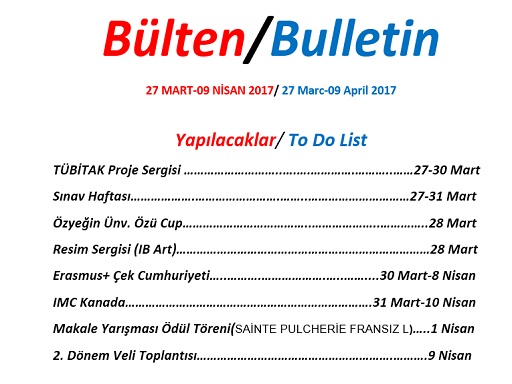 Bülten/Bulletin
27 MART-09 NİSAN 2017/ 27 Marc-09 April 2017
Yapılacaklar/ To Do List
TÜBİTAK Proje Sergisi ………………………………………………27-30 Mart
Sınav Haftası………………………………………………………27-31 Mart
Özyeğin Ünv. Özü Cup………………………………………………..28 Mart
Resim Sergisi (IB Art)…………………………………………………28 Mart
Erasmus+ Çek Cumhuriyeti…………………………………....30 Mart-8 Nisan
IMC Kanada………………………………………………….31 Mart-10 Nisan
Makale Yarışması Ödül Töreni(SAİNTE PULCHERİE FRANSIZ L)…..1 Nisan
2. Dönem Veli Toplantısı……………………………………………….9 Nisan